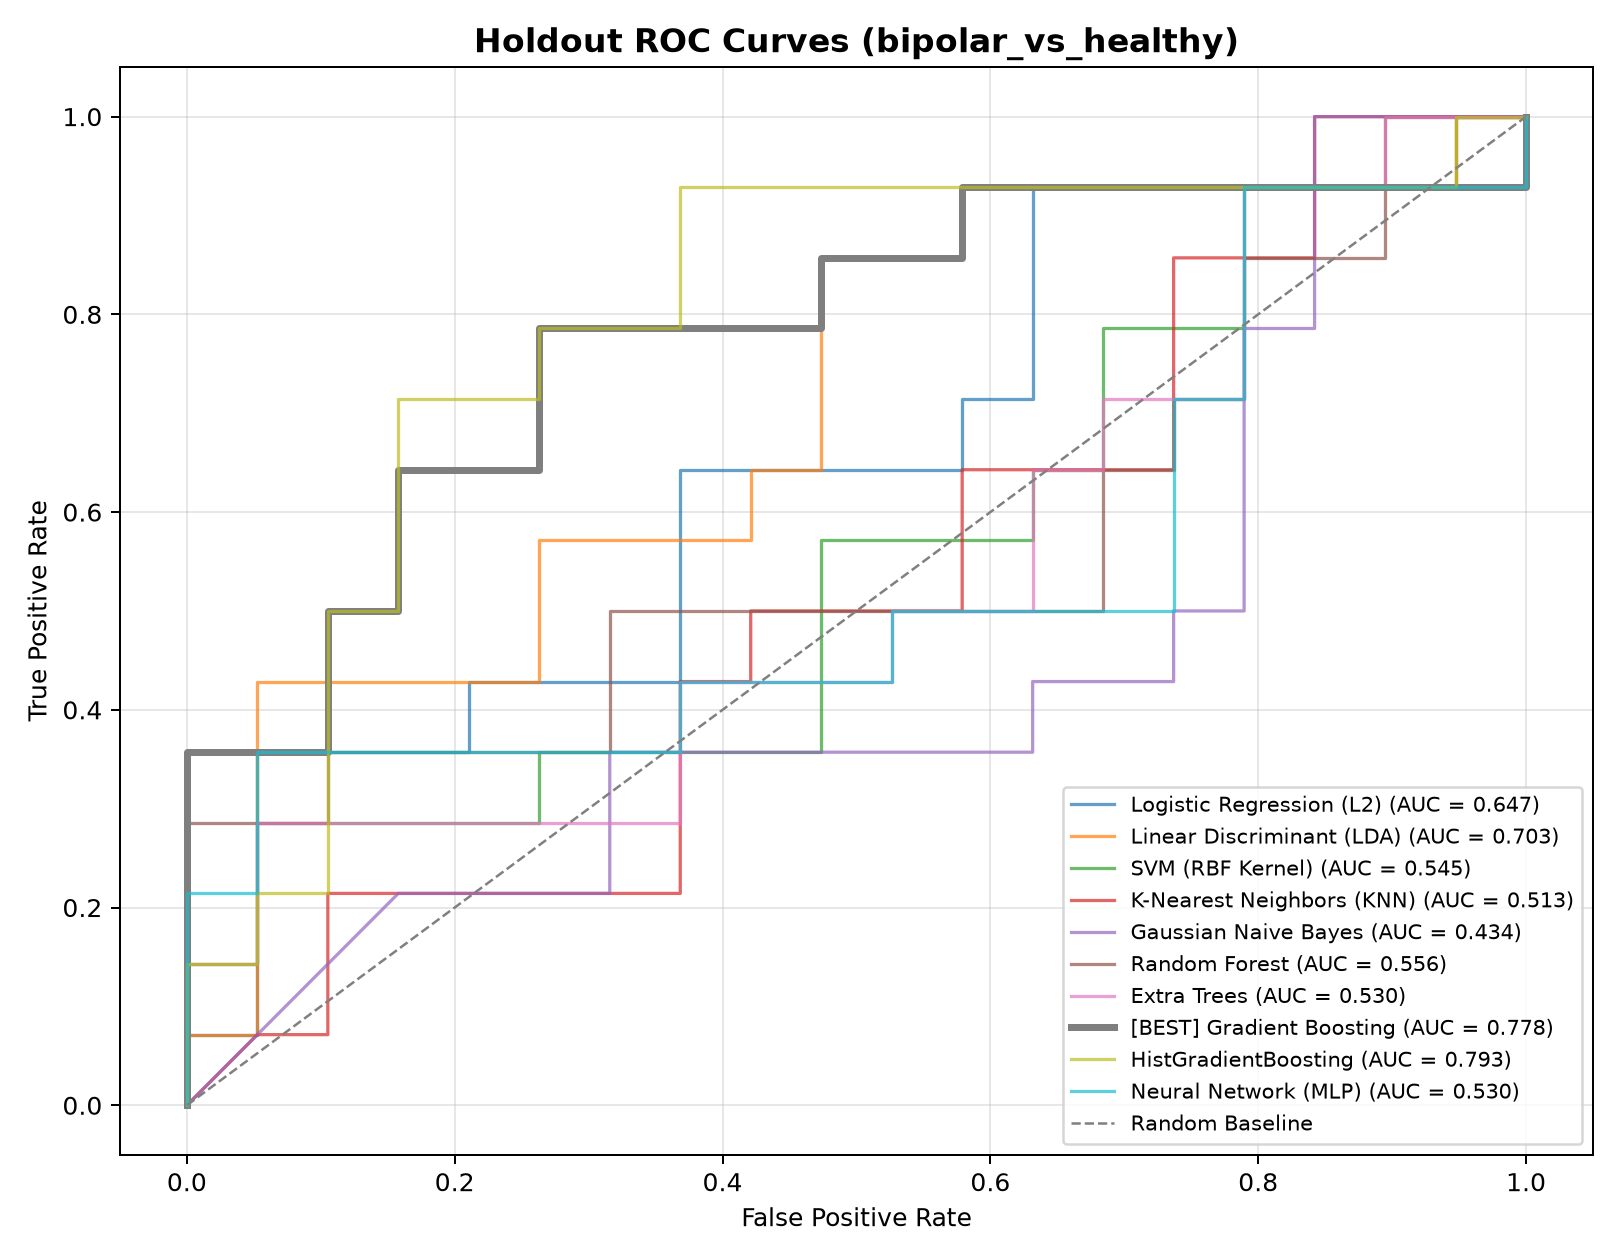 Holdout ROC Curves (bipolar_vs_healthy)
1.0
0.8
0.6
0.4
0.2
0.0
True Positive Rate
Logistic Regression (L2) (AUC = 0.647)
Linear Discriminant (LDA) (AUC = 0.703)
SVM (RBF Kernel) (AUC = 0.545)
K-Nearest Neighbors (KNN) (AUC = 0.513)
Gaussian Naive Bayes (AUC = 0.434)
Random Forest (AUC = 0.556)
Extra Trees (AUC = 0.530)
[BEST] Gradient Boosting (AUC = 0.778)
HistGradientBoosting (AUC = 0.793)
Neural Network (MLP) (AUC = 0.530)
Random Baseline
0.0 0.2 0.4 0.6 0.8 1.0
False Positive Rate